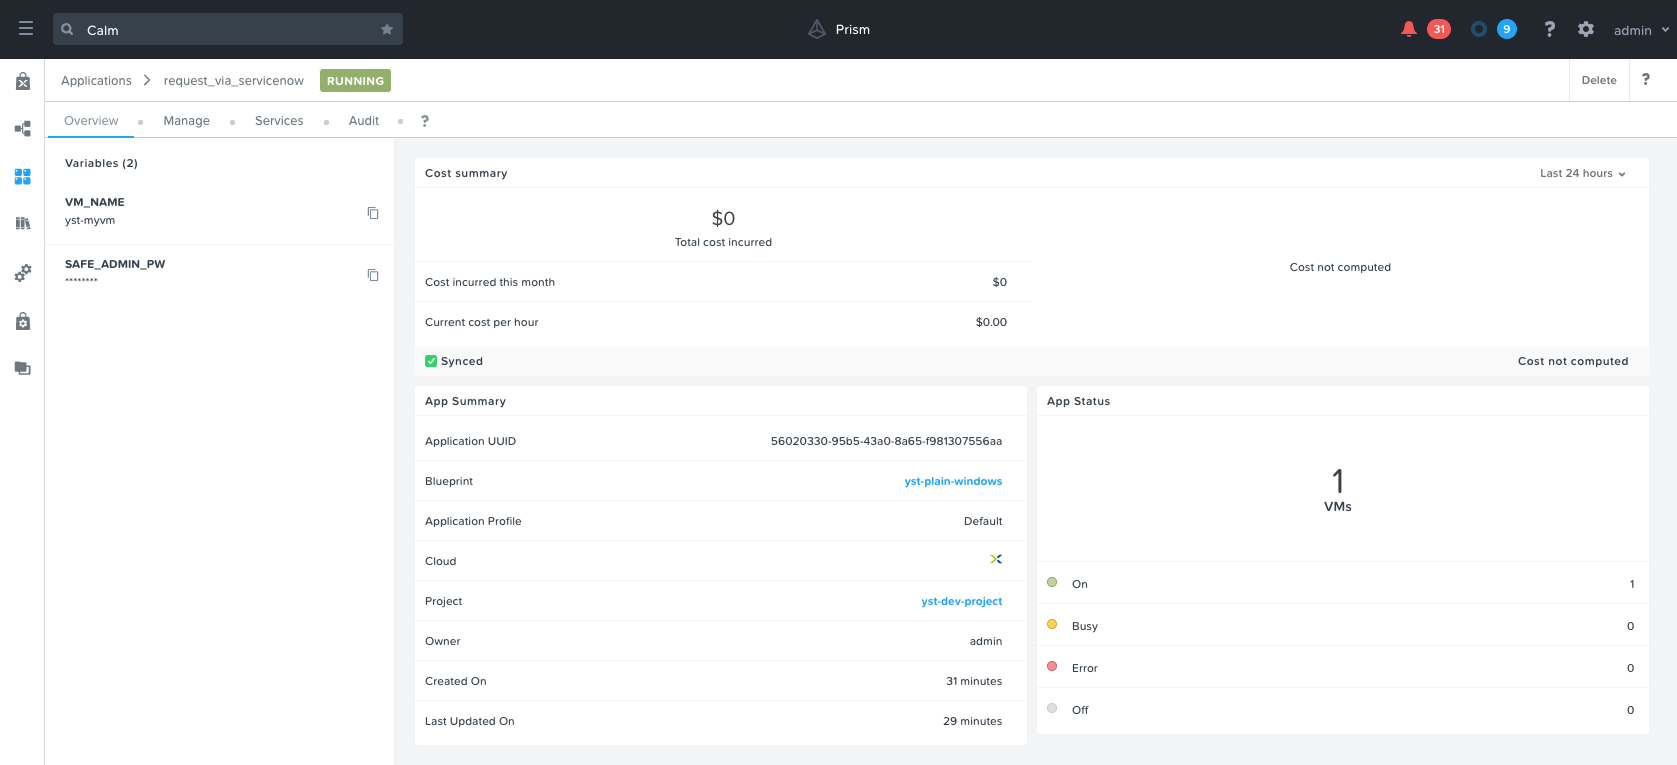 Calm
Prism
31
9
?
admin
Applications
request_via_servicenow
RUNNING
Delete
?
Overview
Manage
Services
Audit
?
Variables (2)
VM_NAME
yst-myvm
SAFE_ADMIN_PW
********
Cost summary
Last 24 hours
$0
Total cost incurred
Cost incurred this month $0
Current cost per hour $0.00
Cost not computed
Synced
Cost not computed
App Summary
Application UUID 56020330-95b5-43a0-8a65-f981307556aa
Blueprint yst-plain-windows
Application Profile Default
Cloud
Project yst-dev-project
Owner admin
Created On 31 minutes
Last Updated On 29 minutes
App Status
1
VMs
On 1
Busy 0
Error 0
Off 0